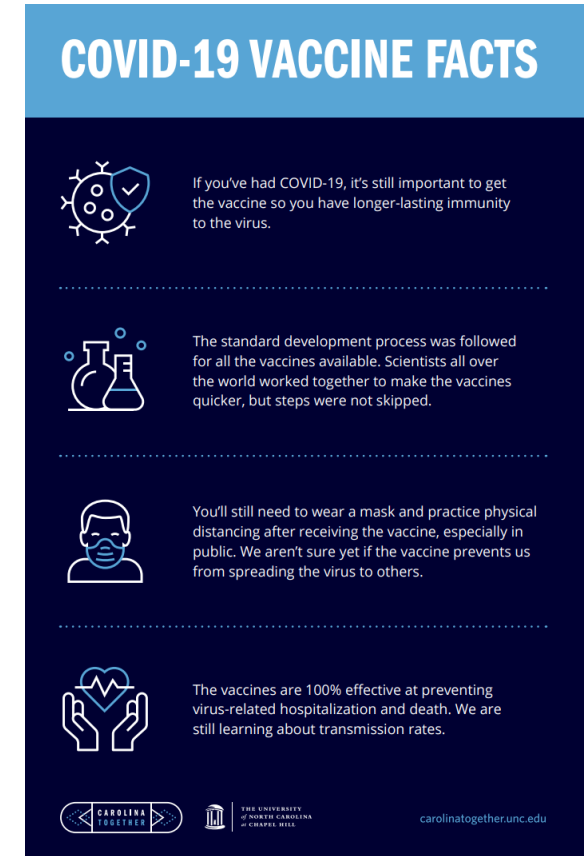 COVID-19 VACCINE FACTS
If you’ve had COVID-19, it’s still important to get
the vaccine so you have longer-lasting immunity
to the virus.
The standard development process was followed
for all the vaccines available. Scientists all over
the world worked together to make the vaccines
quicker, but steps were not skipped.
You’ll still need to wear a mask and practice physical
distancing after receiving the vaccine, especially in
public. We aren’t sure yet if the vaccine prevents us
from spreading the virus to others.
The vaccines are 100% effective at preventing
virus-related hospitalization and death. We are
still learning about transmission rates.
CAROLINA
TOGETHER
THE UNIVERSITY
of NORTH CAROLINA
at CHAPEL HILL
carolinatogether.unc.edu